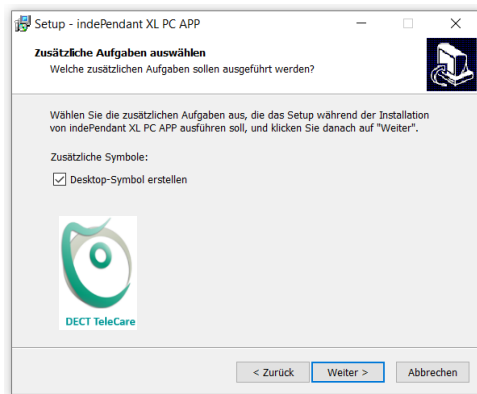 Setup - indePendant XL PC APP
Zusätzliche Aufgaben auswählen
Welche zusätzlichen Aufgaben sollen ausgeführt werden?
Wählen Sie die zusätzlichen Aufgaben aus, die das Setup während der Installation
von indePendant XL PC APP ausführen soll, und klicken Sie danach auf "Weiter".
Zusätzliche Symbole:
Desktop-Symbol erstellen
DECT TeleCare
< Zurück Weiter > Abbrechen